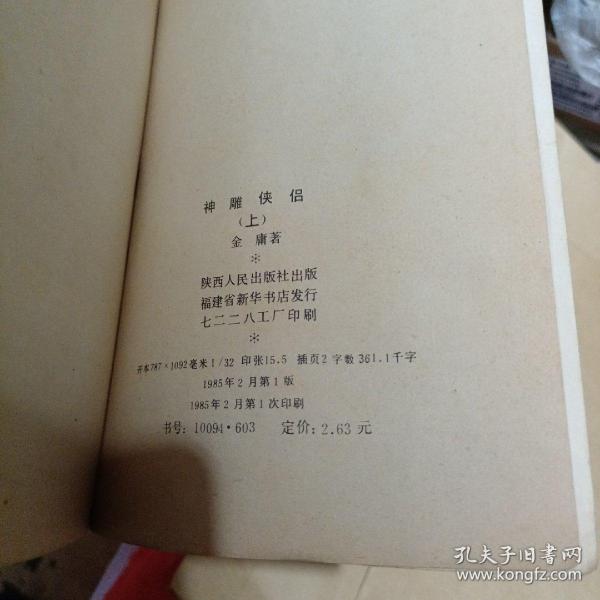 神雕侠侣
(上)
金庸著
*
陕西人民出版社出版
福建省新华书店发行
七二二八工厂印刷
*
开本787×1092毫米1/32 印张15.5 插页2 字数361.1千字
1985年2月第1版
1985年2月第1次印刷
书号:10094·603 定价:2.63元
孔夫子旧书网
www.kongfz.com